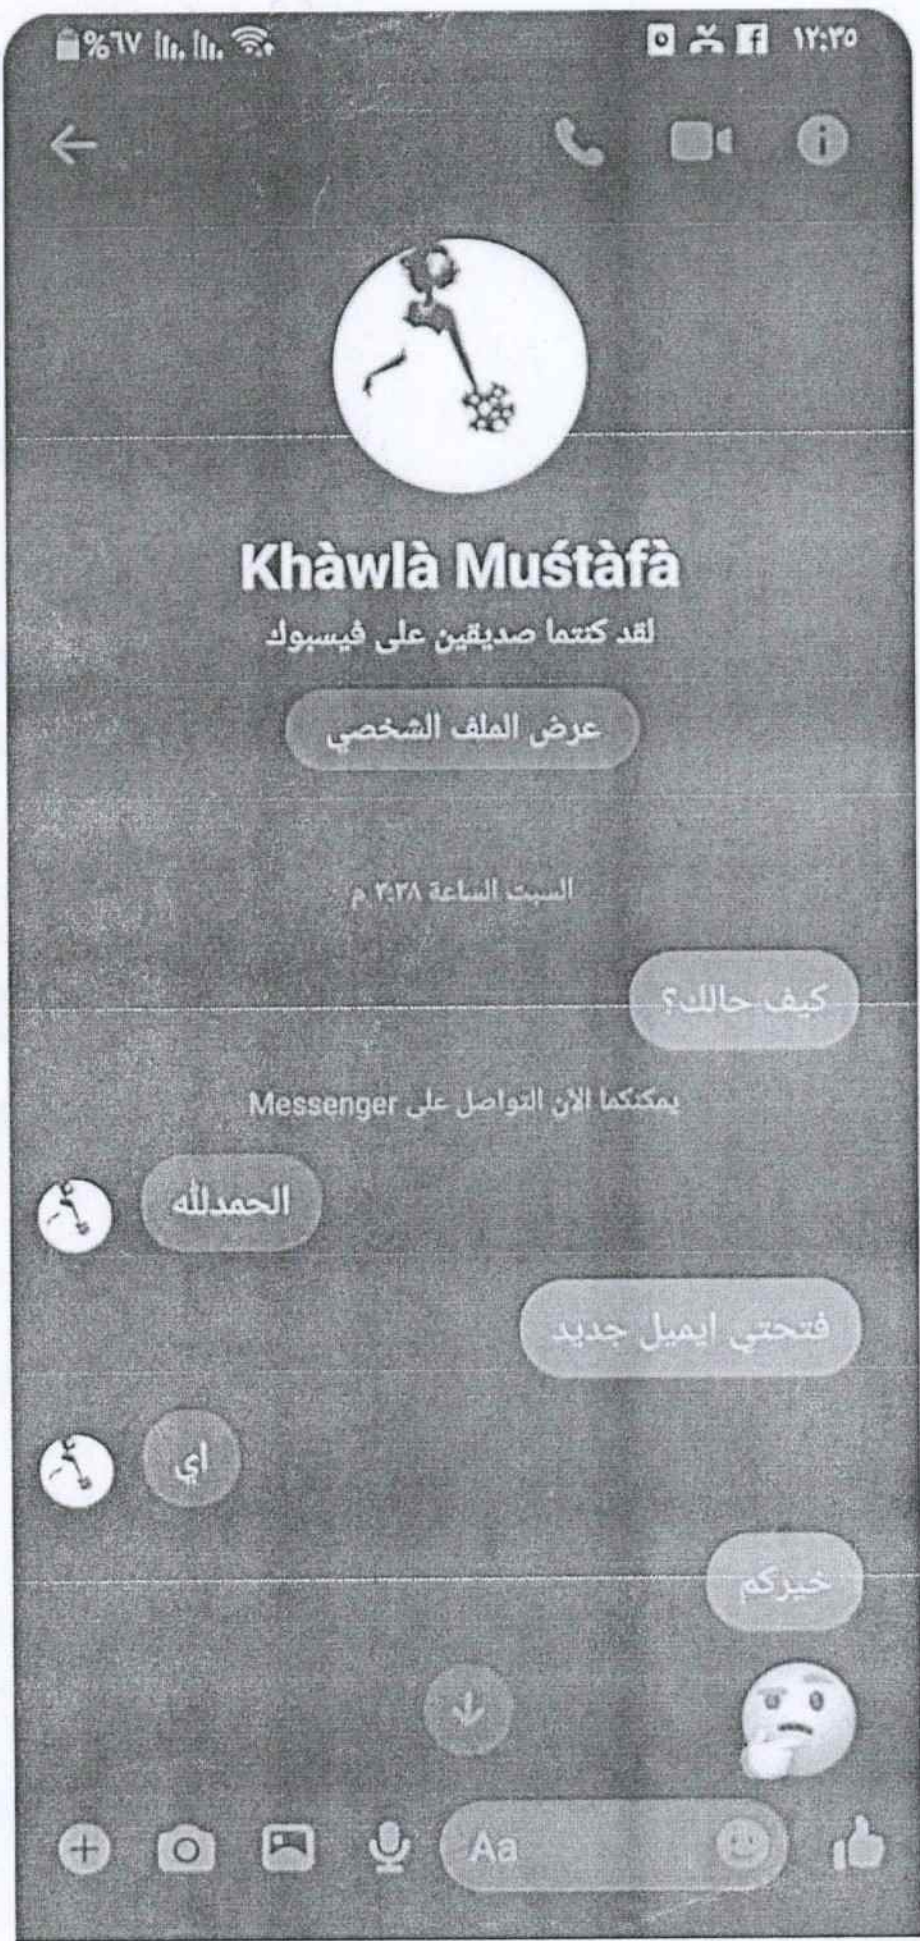 %٦٧ ١٢:٣٥
Khàwlà Muśtàfà
لقد كنتما صديقين على فيسبوك
عرض الملف الشخصي
السبت الساعة ٣:٣٨ م
كيف حالك؟
يمكنكما الآن التواصل على Messenger
الحمدلله
فتحتي ايميل جديد
اي
خيركم
Aa